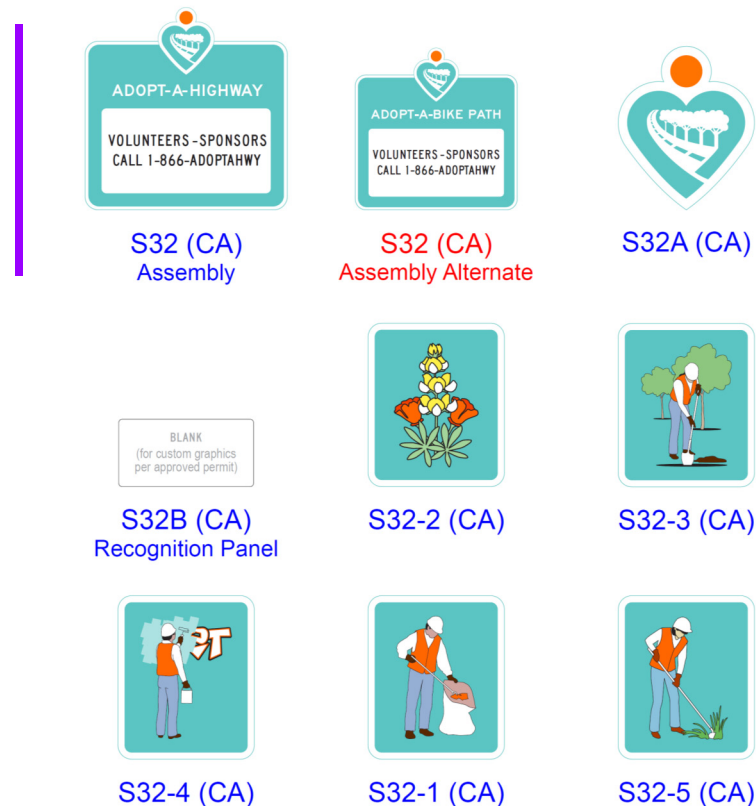 ADOPT-A-HIGHWAY
VOLUNTEERS-SPONSORS
CALL 1-866-ADOPTAHWY
S32 (CA)
Assembly
ADOPT-A-BIKE PATH
VOLUNTEERS-SPONSORS
CALL 1-866-ADOPTAHWY
S32 (CA)
Assembly Alternate
S32A (CA)
BLANK
(for custom graphics
per approved permit)
S32B (CA)
Recognition Panel
S32-2 (CA)
S32-3 (CA)
S32-4 (CA)
S32-1 (CA)
S32-5 (CA)